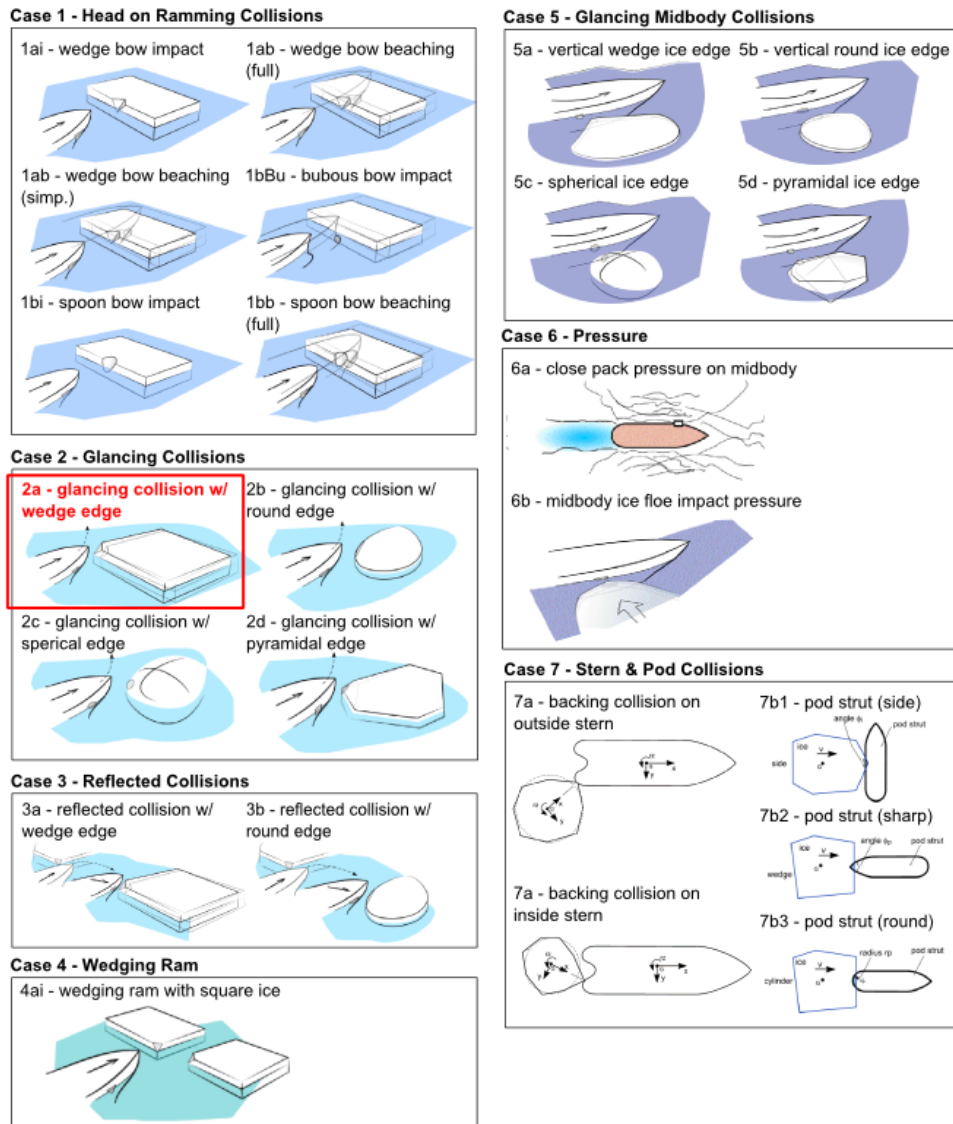 Case 1 - Head on Ramming Collisions
1ai - wedge bow impact
1ab - wedge bow beaching
(full)
1ab - wedge bow beaching
(simp.)
1bBu - bubous bow impact
1bi - spoon bow impact
1bb - spoon bow beaching
(full)
Case 2 - Glancing Collisions
2a - glancing collision w/
wedge edge
2b - glancing collision w/
round edge
2c - glancing collision w/
sperical edge
2d - glancing collision w/
pyramidal edge
Case 3 - Reflected Collisions
3a - reflected collision w/
wedge edge
3b - reflected collision w/
round edge
Case 4 - Wedging Ram
4ai - wedging ram with square ice
Case 5 - Glancing Midbody Collisions
5a - vertical wedge ice edge
5b - vertical round ice edge
5c - spherical ice edge
5d - pyramidal ice edge
Case 6 - Pressure
6a - close pack pressure on midbody
6b - midbody ice floe impact pressure
Case 7 - Stern & Pod Collisions
7a - backing collision on
outside stern
7a - backing collision on
inside stern
7b1 - pod strut (side)
angle ϕ
pod strut
ice
V
side
7b2 - pod strut (sharp)
ice
V
angle ϕp
pod strut
wedge
7b3 - pod strut (round)
ice
V
radius rp
pod strut
cylinder